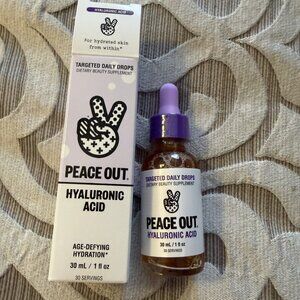 HYALURONIC ACID
For hydrated skin
from within*
TARGETED DAILY DROPS
DIETARY BEAUTY SUPPLEMENT
PEACE OUT.
HYALURONIC
ACID
AGE-DEFYING
HYDRATION*
30 mL / 1 fl oz
30 SERVINGS
TARGETED DAILY DROPS
DIETARY BEAUTY SUPPLEMENT
PEACE OUT.
HYALURONIC ACID
30 mL / 1 fl oz
30 SERVINGS